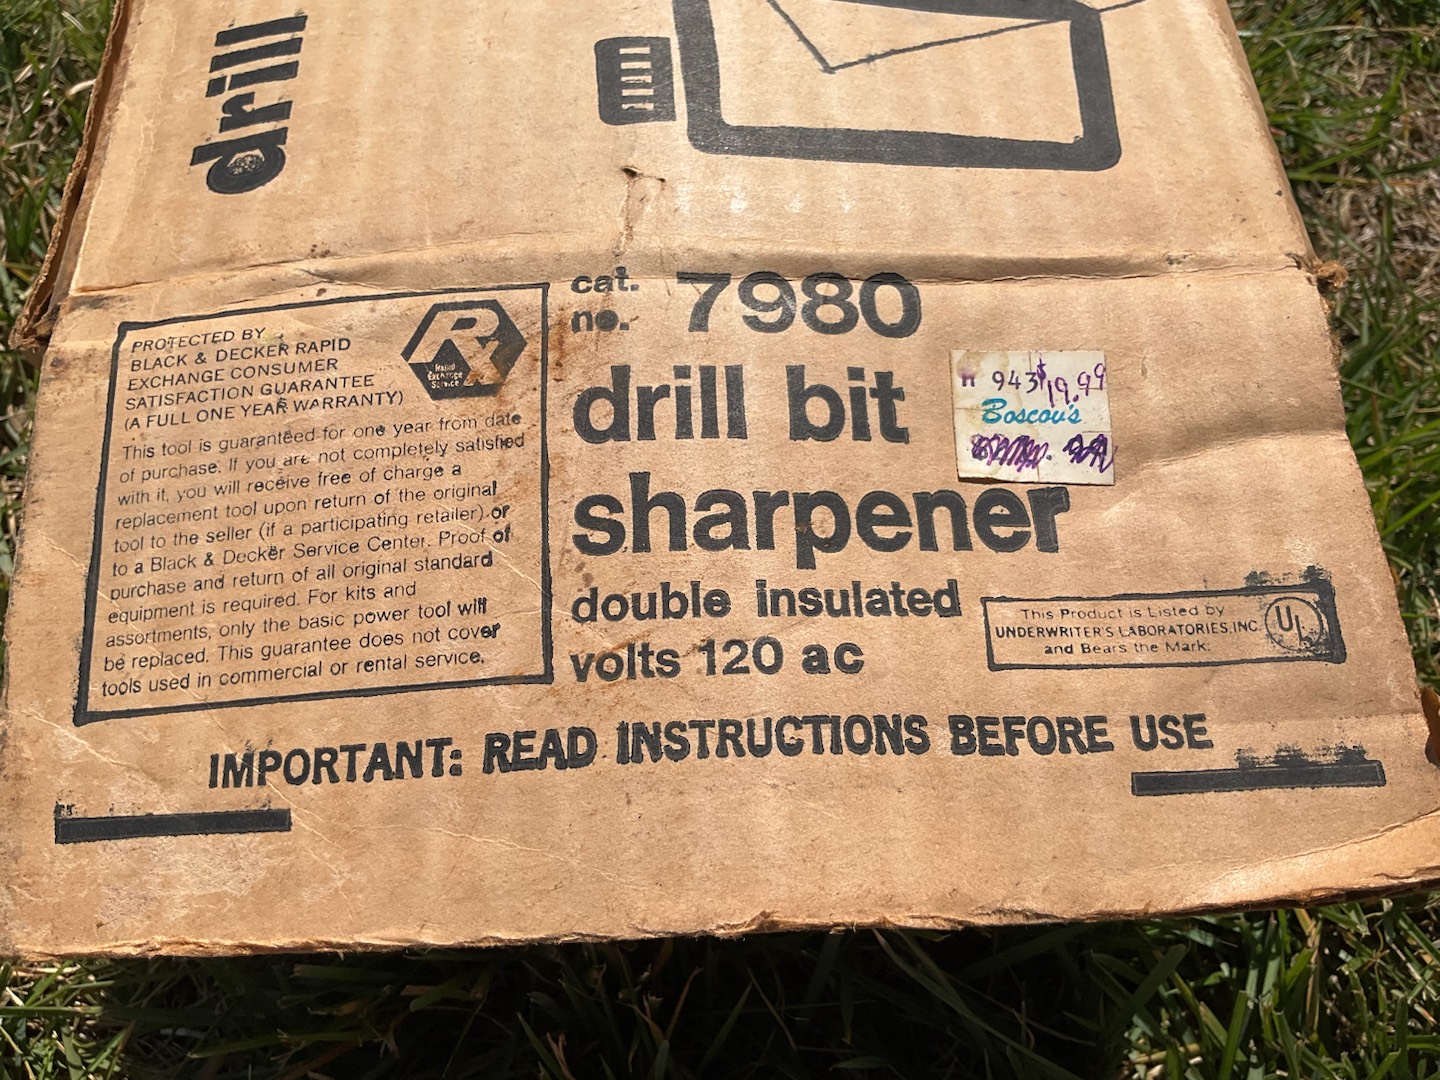 drill
PROTECTED BY
BLACK & DECKER RAPID
EXCHANGE CONSUMER
SATISFACTION GUARANTEE
(A FULL ONE YEAR WARRANTY)
Rx
RAPID
Exchange
Service
This tool is guaranteed for one year from date
of purchase. If you are not completely satisfied
with it, you will receive free of charge a
replacement tool upon return of the original
tool to the seller (if a participating retailer) or
to a Black & Decker Service Center. Proof of
purchase and return of all original standard
equipment is required. For kits and
assortments, only the basic power tool will
be replaced. This guarantee does not cover
tools used in commercial or rental service.
cat.
no. 7980
drill bit
sharpener
double insulated
volts 120 ac
943 $19.99
Boscov's
This Product is Listed by
UNDERWRITER'S LABORATORIES, INC.
and Bears the Mark:
UL
IMPORTANT: READ INSTRUCTIONS BEFORE USE